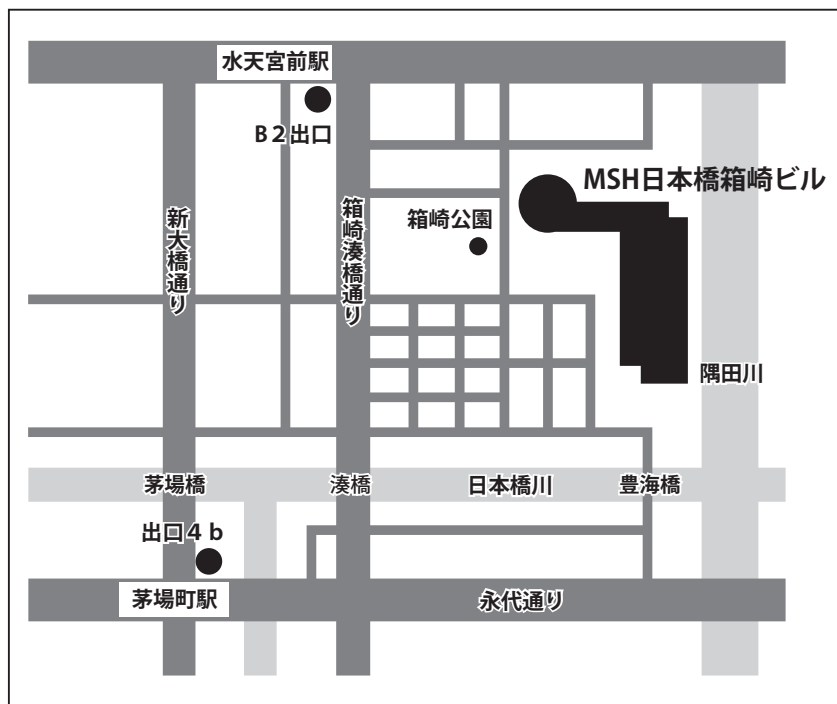 水天宮前駅
B2出口
MSH日本橋箱崎ビル
箱崎公園
新大橋通り
箱崎湊橋通り
隅田川
茅場橋
湊橋
日本橋川
豊海橋
出口4b
茅場町駅
永代通り